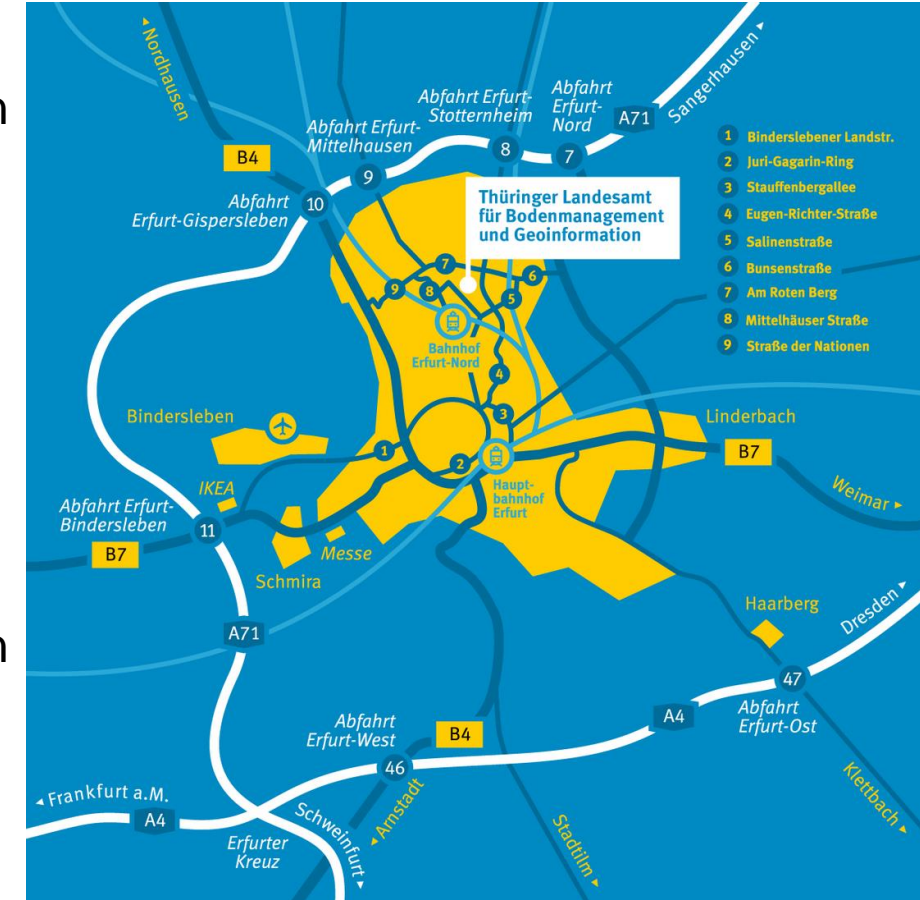 ◂ Nordhausen
B4
Abfahrt
Erfurt-Gispersleben
10
Abfahrt Erfurt-
Mittelhausen
9
Abfahrt Erfurt-
Stotternheim
8
Abfahrt
Erfurt-
Nord
7
A71
Sangerhausen ▸
Thüringer Landesamt
für Bodenmanagement
und Geoinformation
1 Binderslebener Landstr.
2 Juri-Gagarin-Ring
3 Stauffenbergallee
4 Eugen-Richter-Straße
5 Salinenstraße
6 Bunsenstraße
7 Am Roten Berg
8 Mittelhäuser Straße
9 Straße der Nationen
7
6
9
8
5
Bahnhof
Erfurt-Nord
4
3
1
2
Haupt-
bahnhof
Erfurt
Bindersleben
Linderbach
B7
Weimar ▸
IKEA
Abfahrt Erfurt-
Bindersleben
11
B7
Messe
Schmira
A71
Haarberg
Dresden ▸
47
Abfahrt
Erfurt-Ost
A4
Abfahrt
Erfurt-West
B4
46
Klettbach ▸
◂ Frankfurt a.M.
A4
Erfurter
Kreuz
Schweinfurt ▸
◂ Arnstadt
Stadtilm ▸
n
n